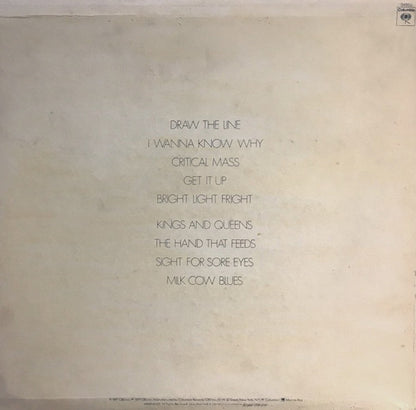 Columbia
DRAW THE LINE
I WANNA KNOW WHY
CRITICAL MASS
GET IT UP
BRIGHT LIGHT FRIGHT
KINGS AND QUEENS
THE HAND THAT FEEDS
SIGHT FOR SORE EYES
MILK COW BLUES